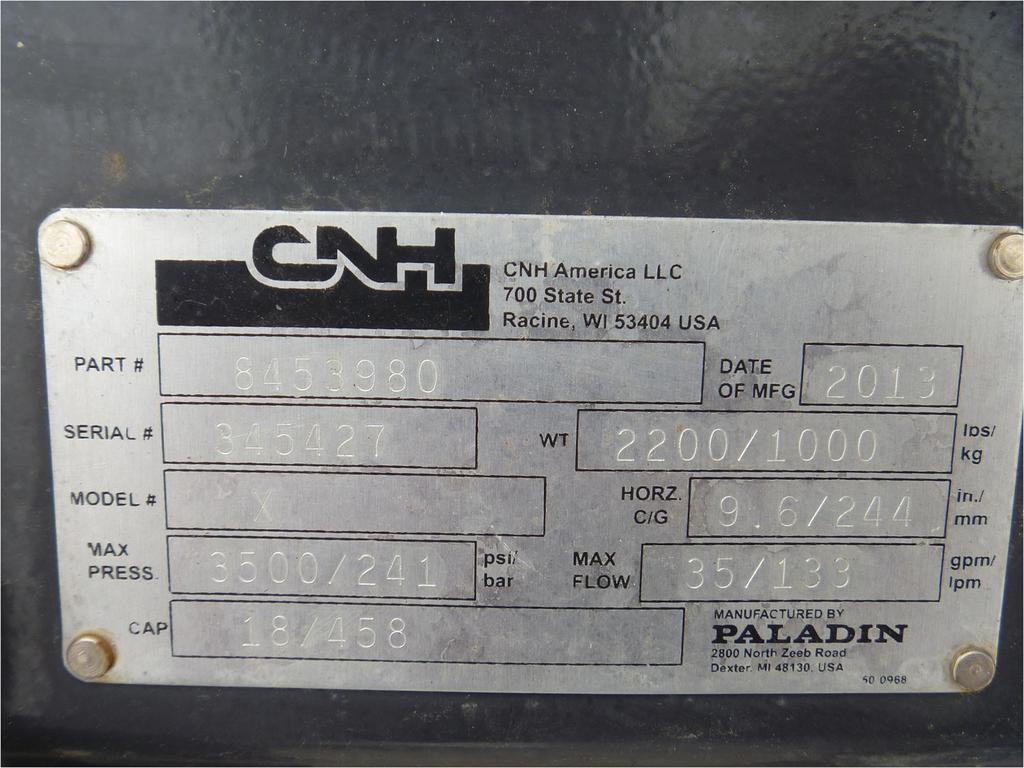 CNH
CNH America LLC
700 State St.
Racine, WI 53404 USA
PART # 8453980 DATE OF MFG 2013
SERIAL # 345427 WT 2200/1000 lbs/ kg
MODEL # X HORZ. C/G 9.6/244 in./ mm
MAX PRESS. 3500/241 psi/ bar MAX FLOW 35/133 gpm/ lpm
CAP 18/458
MANUFACTURED BY
PALADIN
2800 North Zeeb Road
Dexter, MI 48130, USA
50 0968